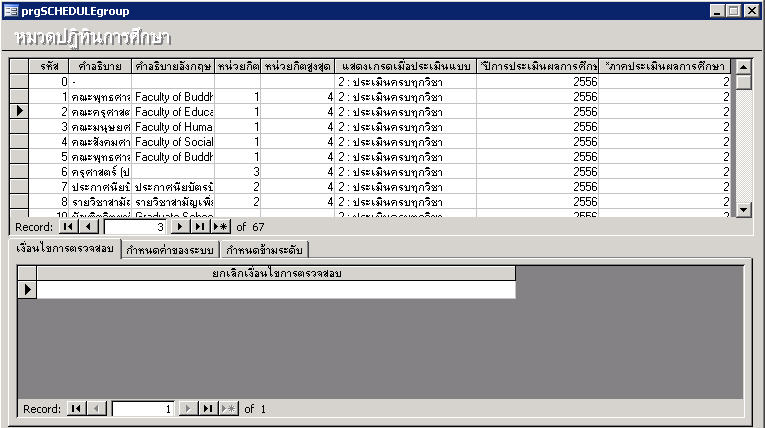 prgSCHEDULEgroup
หมวดปฏิทินการศึกษา
รหัส คำอธิบาย คำอธิบายอังกฤษ หน่วยกิต หน่วยกิตสูงสุด แสดงเกรดเมื่อประเมินแบบ *ปีการประเมินผลการศึกษ *ภาคประเมินผลการศึกษา
0 - 2 : ประเมินครบทุกวิชา 2556 2
1 คณะพุทธศาส Faculty of Buddh 1 4 2 : ประเมินครบทุกวิชา 2556 2
2 คณะครุศาสต Faculty of Educa 1 4 2 : ประเมินครบทุกวิชา 2556 2
3 คณะมนุษยศ Faculty of Huma 1 4 2 : ประเมินครบทุกวิชา 2556 2
4 คณะสังคมศา Faculty of Social 1 4 2 : ประเมินครบทุกวิชา 2556 2
5 คณะพุทธศาส Faculty of Buddh 1 4 2 : ประเมินครบทุกวิชา 2556 2
6 ครุศาสตร์ (ป 3 4 2 : ประเมินครบทุกวิชา 2556 2
7 ประกาศนียบั ประกาศนียบัตรบั 2 4 2 : ประเมินครบทุกวิชา 2556 2
8 รายวิชาสามัญ รายวิชาสามัญเพิ่ 2 4 2 : ประเมินครบทุกวิชา 2556 2
10 บัณฑิตวิทยาลั Graduate School 1 4 2 : ประเมินครบทุกวิชา 2556 2
Record: 3 of 67
เงื่อนไขการตรวจสอบ กำหนดค่าของระบบ กำหนดข้ามระดับ
ยกเลิกเงื่อนไขการตรวจสอบ
Record: 1 of 1